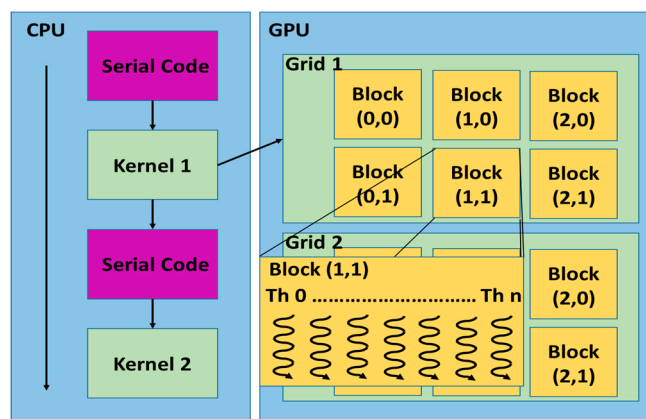 CPU
Serial Code
Kernel 1
Serial Code
Kernel 2
GPU
Grid 1
Block
(0,0)
Block
(1,0)
Block
(2,0)
Block
(0,1)
Block
(1,1)
Block
(2,1)
Grid 2
Block (1,1)
Th 0 ............................ Th n
Block
(2,0)
Block
(2,1)